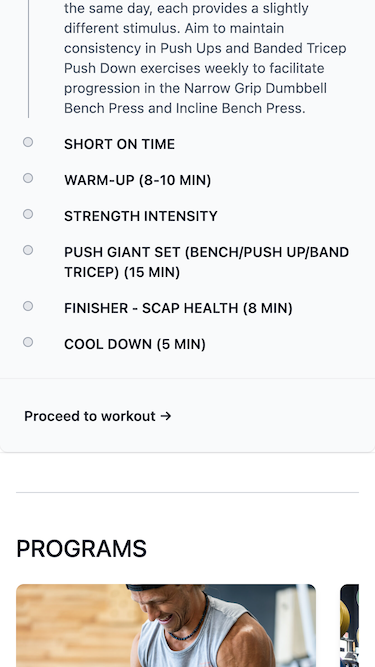 the same day, each provides a slightly
different stimulus. Aim to maintain
consistency in Push Ups and Banded Tricep
Push Down exercises weekly to facilitate
progression in the Narrow Grip Dumbbell
Bench Press and Incline Bench Press.
SHORT ON TIME
WARM-UP (8-10 MIN)
STRENGTH INTENSITY
PUSH GIANT SET (BENCH/PUSH UP/BAND
TRICEP) (15 MIN)
FINISHER - SCAP HEALTH (8 MIN)
COOL DOWN (5 MIN)
Proceed to workout →
PROGRAMS